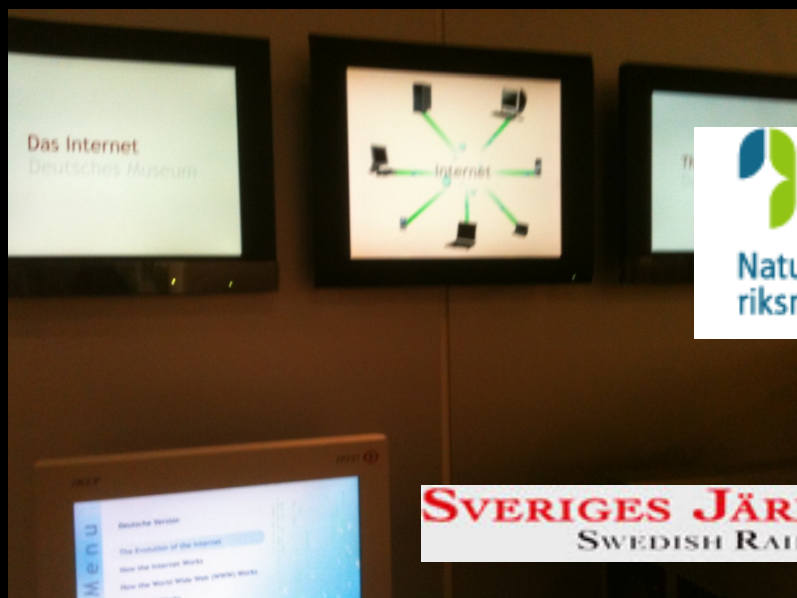 Das Internet
Deutsches Museum
Internet
Natu
riksr
SVERIGES JÄR
SWEDISH RAI
acer
Menu
Deutsche Version
The Evolution of the Internet
How the Internet Works
How the World Wide Web (WWW) Works